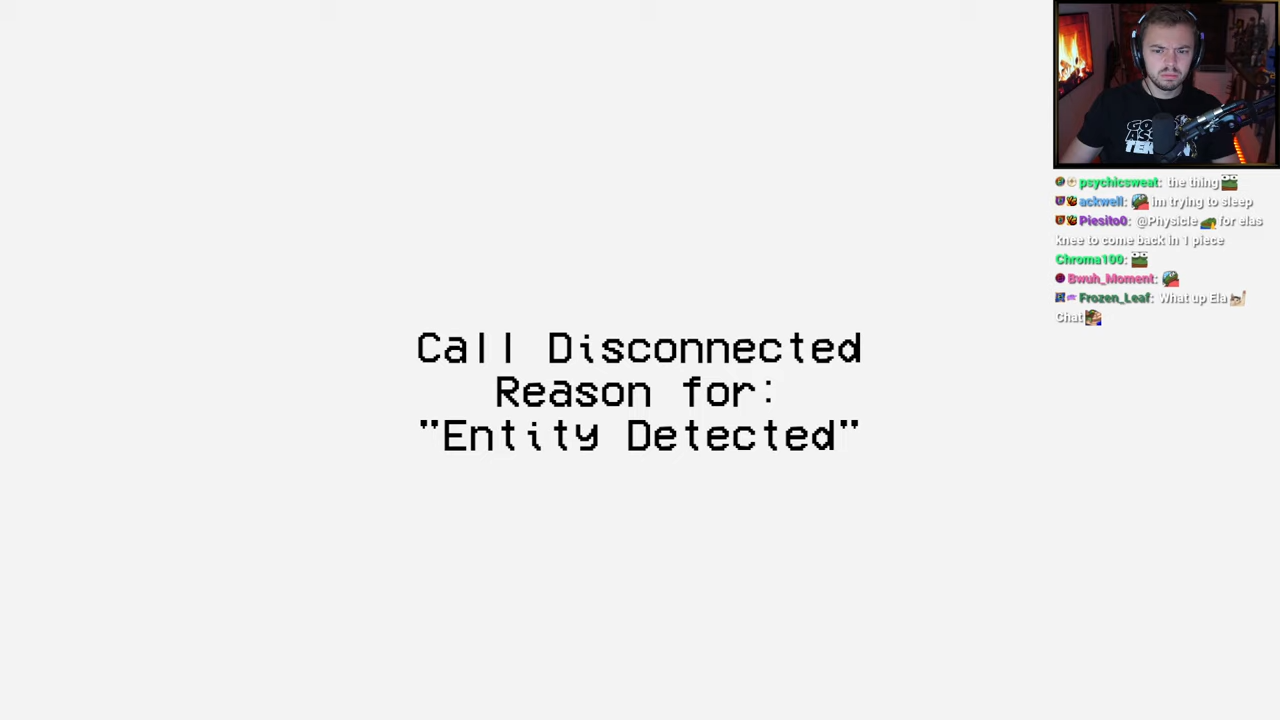 Call Disconnected
Reason for:
"Entity Detected"
psychicsweat: the thing
ackwell: im trying to sleep
Piesito0: @Physicle for elas
knee to come back in 1 piece
Chroma100:
Bwuh_Moment:
Frozen_Leaf: What up Ela
Chat